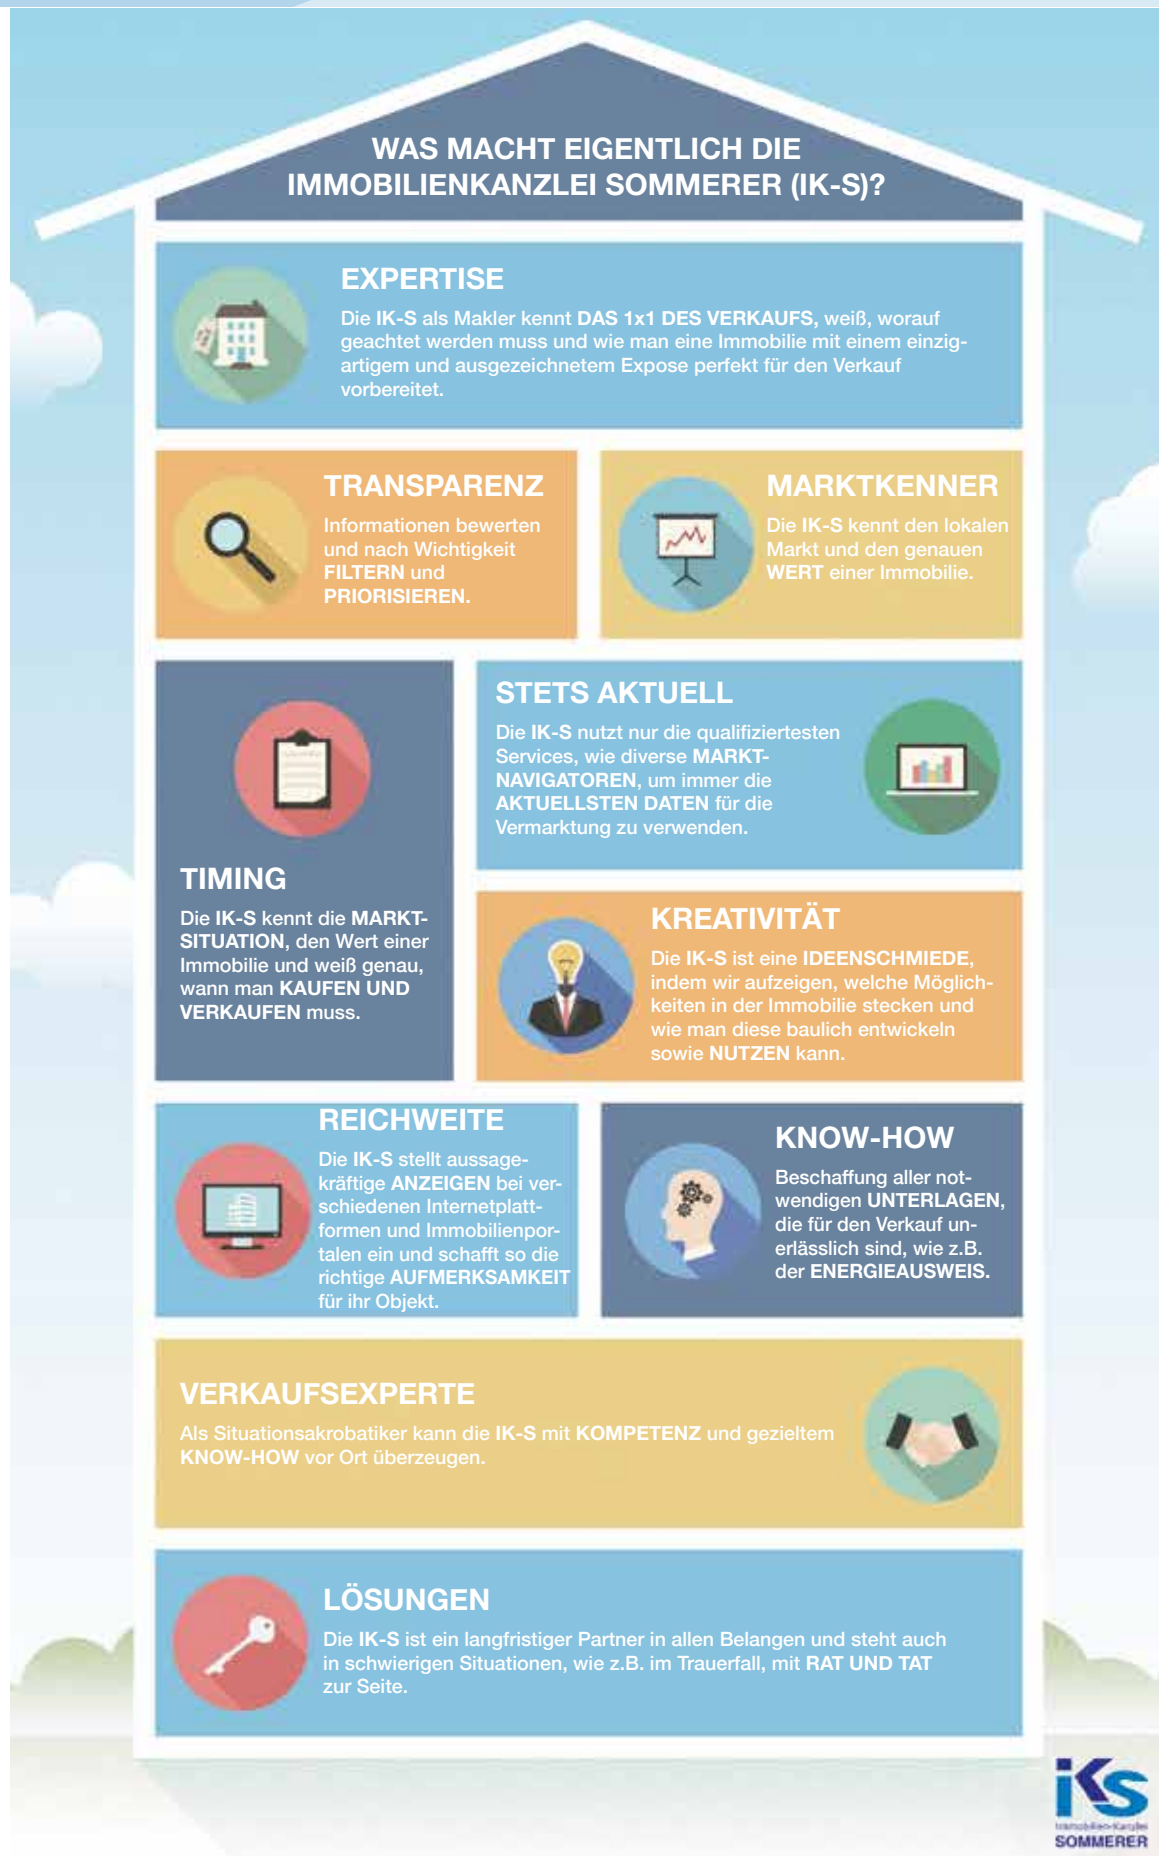 WAS MACHT EIGENTLICH DIE
IMMOBILIENKANZLEI SOMMERER (IK-S)?
EXPERTISE
Die IK-S als Makler kennt DAS 1x1 DES VERKAUFS, weiß, worauf
geachtet werden muss und wie man eine Immobilie mit einem einzig-
artigem und ausgezeichnetem Expose perfekt für den Verkauf
vorbereitet.
TRANSPARENZ
Informationen bewerten
und nach Wichtigkeit
FILTERN und
PRIORISIEREN.
MARKTKENNER
Die IK-S kennt den lokalen
Markt und den genauen
WERT einer Immobilie.
TIMING
Die IK-S kennt die MARKT-
SITUATION, den Wert einer
Immobilie und weiß genau,
wann man KAUFEN UND
VERKAUFEN muss.
STETS AKTUELL
Die IK-S nutzt nur die qualifiziertesten
Services, wie diverse MARKT-
NAVIGATOREN, um immer die
AKTUELLSTEN DATEN für die
Vermarktung zu verwenden.
KREATIVITÄT
Die IK-S ist eine IDEENSCHMIEDE,
indem wir aufzeigen, welche Möglich-
keiten in der Immobilie stecken und
wie man diese baulich entwickeln
sowie NUTZEN kann.
REICHWEITE
Die IK-S stellt aussage-
kräftige ANZEIGEN bei ver-
schiedenen Internetplatt-
formen und Immobilienpor-
talen ein und schafft so die
richtige AUFMERKSAMKEIT
für ihr Objekt.
KNOW-HOW
Beschaffung aller not-
wendigen UNTERLAGEN,
die für den Verkauf un-
erlässlich sind, wie z.B.
der ENERGIEAUSWEIS.
VERKAUFSEXPERTE
Als Situationsakrobatiker kann die IK-S mit KOMPETENZ und gezieltem
KNOW-HOW vor Ort überzeugen.
LÖSUNGEN
Die IK-S ist ein langfristiger Partner in allen Belangen und steht auch
in schwierigen Situationen, wie z.B. im Trauerfall, mit RAT UND TAT
zur Seite.
iKS
Immobilien-Kanzlei
SOMMERER